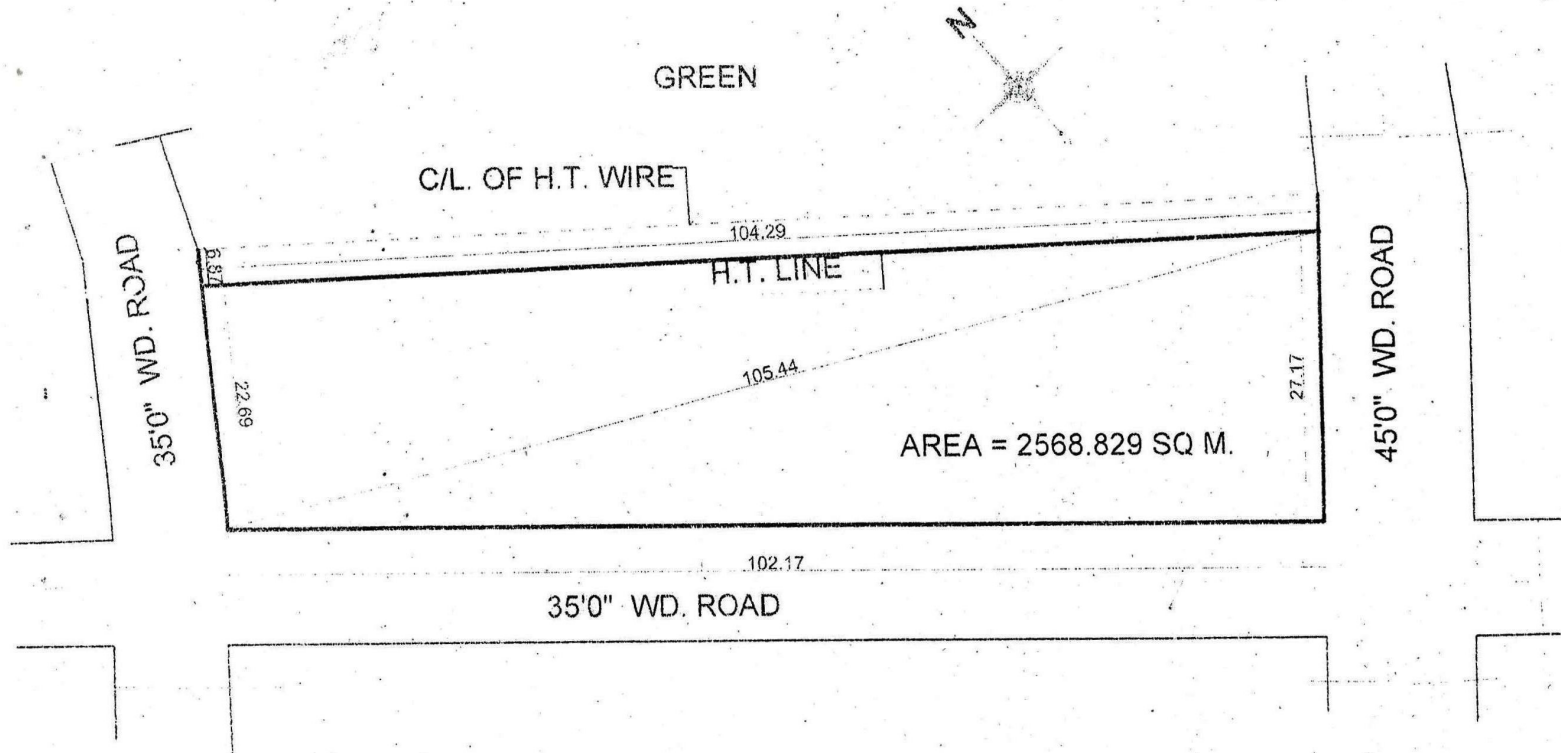 N
GREEN
C/L. OF H.T. WIRE
104.29
6.87
H.T. LINE
35'0" WD. ROAD
22.69
105.44
27.17
45'0" WD. ROAD
AREA = 2568.829 SQ M.
102.17
35'0" WD. ROAD